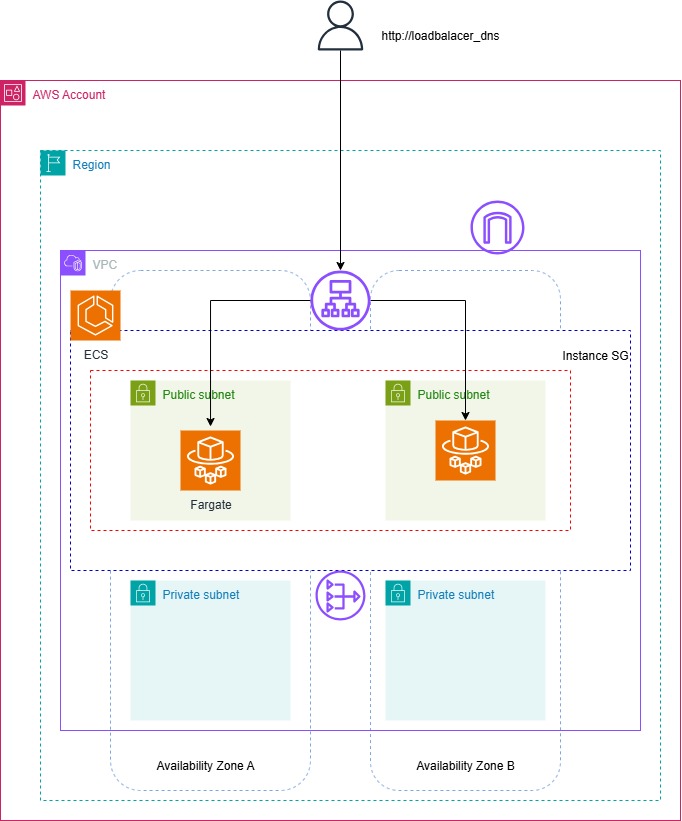 http://loadbalacer_dns
AWS Account
Region
VPC
ECS
Instance SG
Public subnet
Public subnet
Fargate
Private subnet
Private subnet
Availability Zone A
Availability Zone B